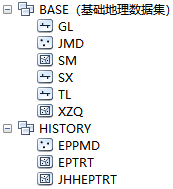 BASE（基础地理数据集）
GL
JMD
SM
SX
TL
XZQ
HISTORY
EPPMD
EPTRT
JHHEPTRT